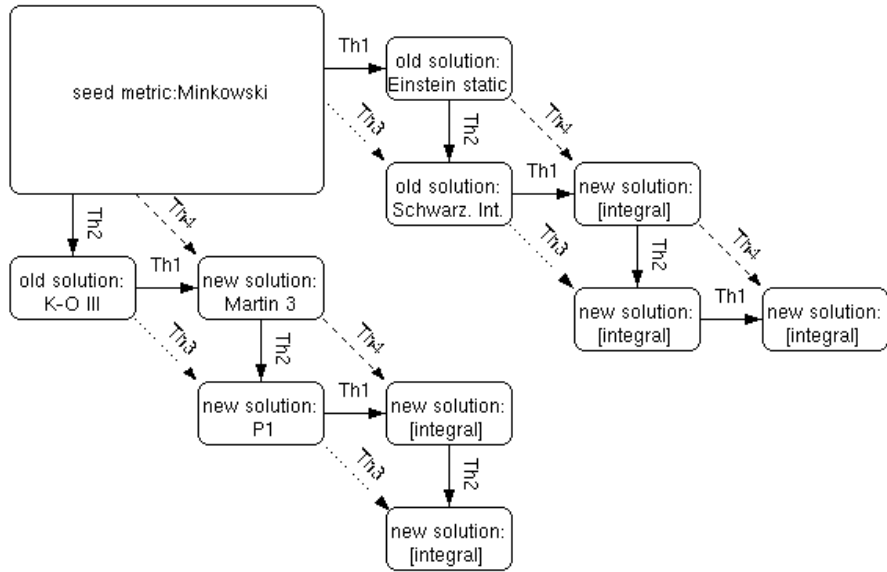 Th1
old solution:
Einstein static
seed metric:Minkowski
Th3
Th2
Th4
old solution:
Schwarz. Int.
Th1
new solution:
[integral]
Th2
Th4
Th3
Th2
Th4
old solution:
K-O III
Th1
new solution:
Martin 3
new solution:
[integral]
Th1
new solution:
[integral]
Th3
Th2
Th4
new solution:
P1
Th1
new solution:
[integral]
Th3
Th2
new solution:
[integral]